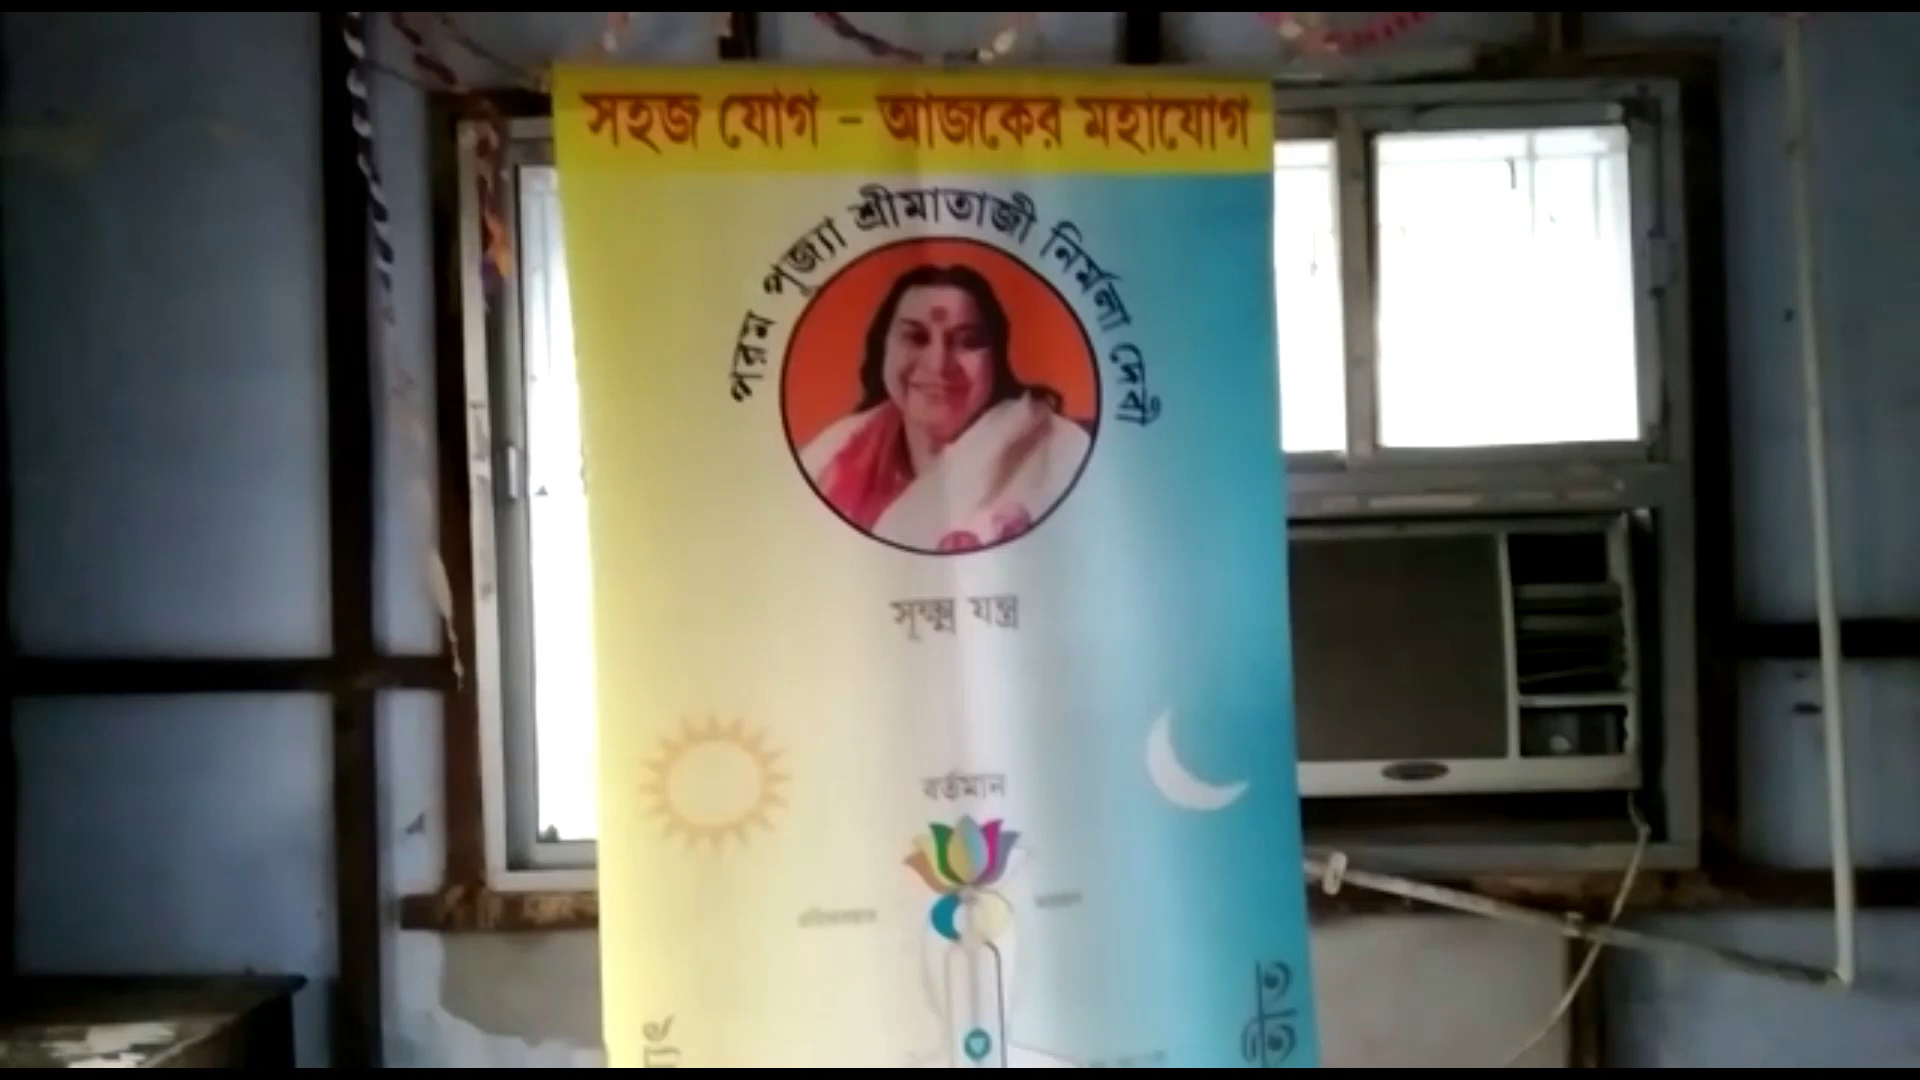 সহজ যোগ - আজকের মহাযোগ
পরম পূজ্যা শ্রীমাতাজী নির্মলা দেবী
সূক্ষ্ম যন্ত্র
বর্তমান